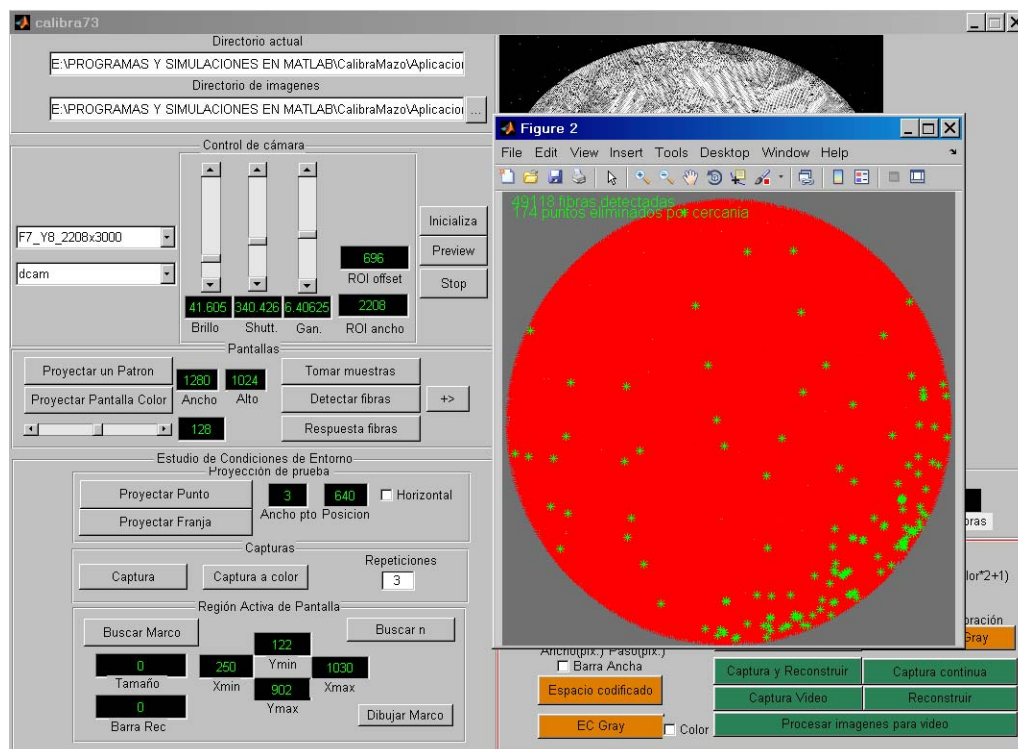 calibra73
Directorio actual
E:\PROGRAMAS Y SIMULACIONES EN MATLAB\CalibraMazo\Aplicacion
Directorio de imagenes
E:\PROGRAMAS Y SIMULACIONES EN MATLAB\CalibraMazo\Aplicacion
...
Control de cámara
F7_Y8_2208x3000
dcam
41.605
340.426
6.40625
Brillo
Shutt.
Gan.
696
ROI offset
2208
ROI ancho
Inicializa
Preview
Stop
Pantallas
Proyectar un Patron
Proyectar Pantalla Color
1280
1024
Ancho
Alto
128
Tomar muestras
Detectar fibras
Respuesta fibras
+>
Estudio de Condiciones de Entorno
Proyección de prueba
Proyectar Punto
Proyectar Franja
3
640
Ancho pto
Posicion
Horizontal
Capturas
Captura
Captura a color
Repeticiones
3
Región Activa de Pantalla
Buscar Marco
Buscar n
0
Tamaño
0
Barra Rec
250
Xmin
122
Ymin
902
Ymax
1030
Xmax
Dibujar Marco
Figure 2
File Edit View Insert Tools Desktop Window Help
49118 fibras detectadas
174 puntos eliminados por cercania
bras
lor*2+1)
oración
Gray
Ancho(pix.) Paso(pix.)
Barra Ancha
Espacio codificado
EC Gray
Color
Captura y Reconstruir
Captura continua
Captura Video
Reconstruir
Procesar imagenes para video